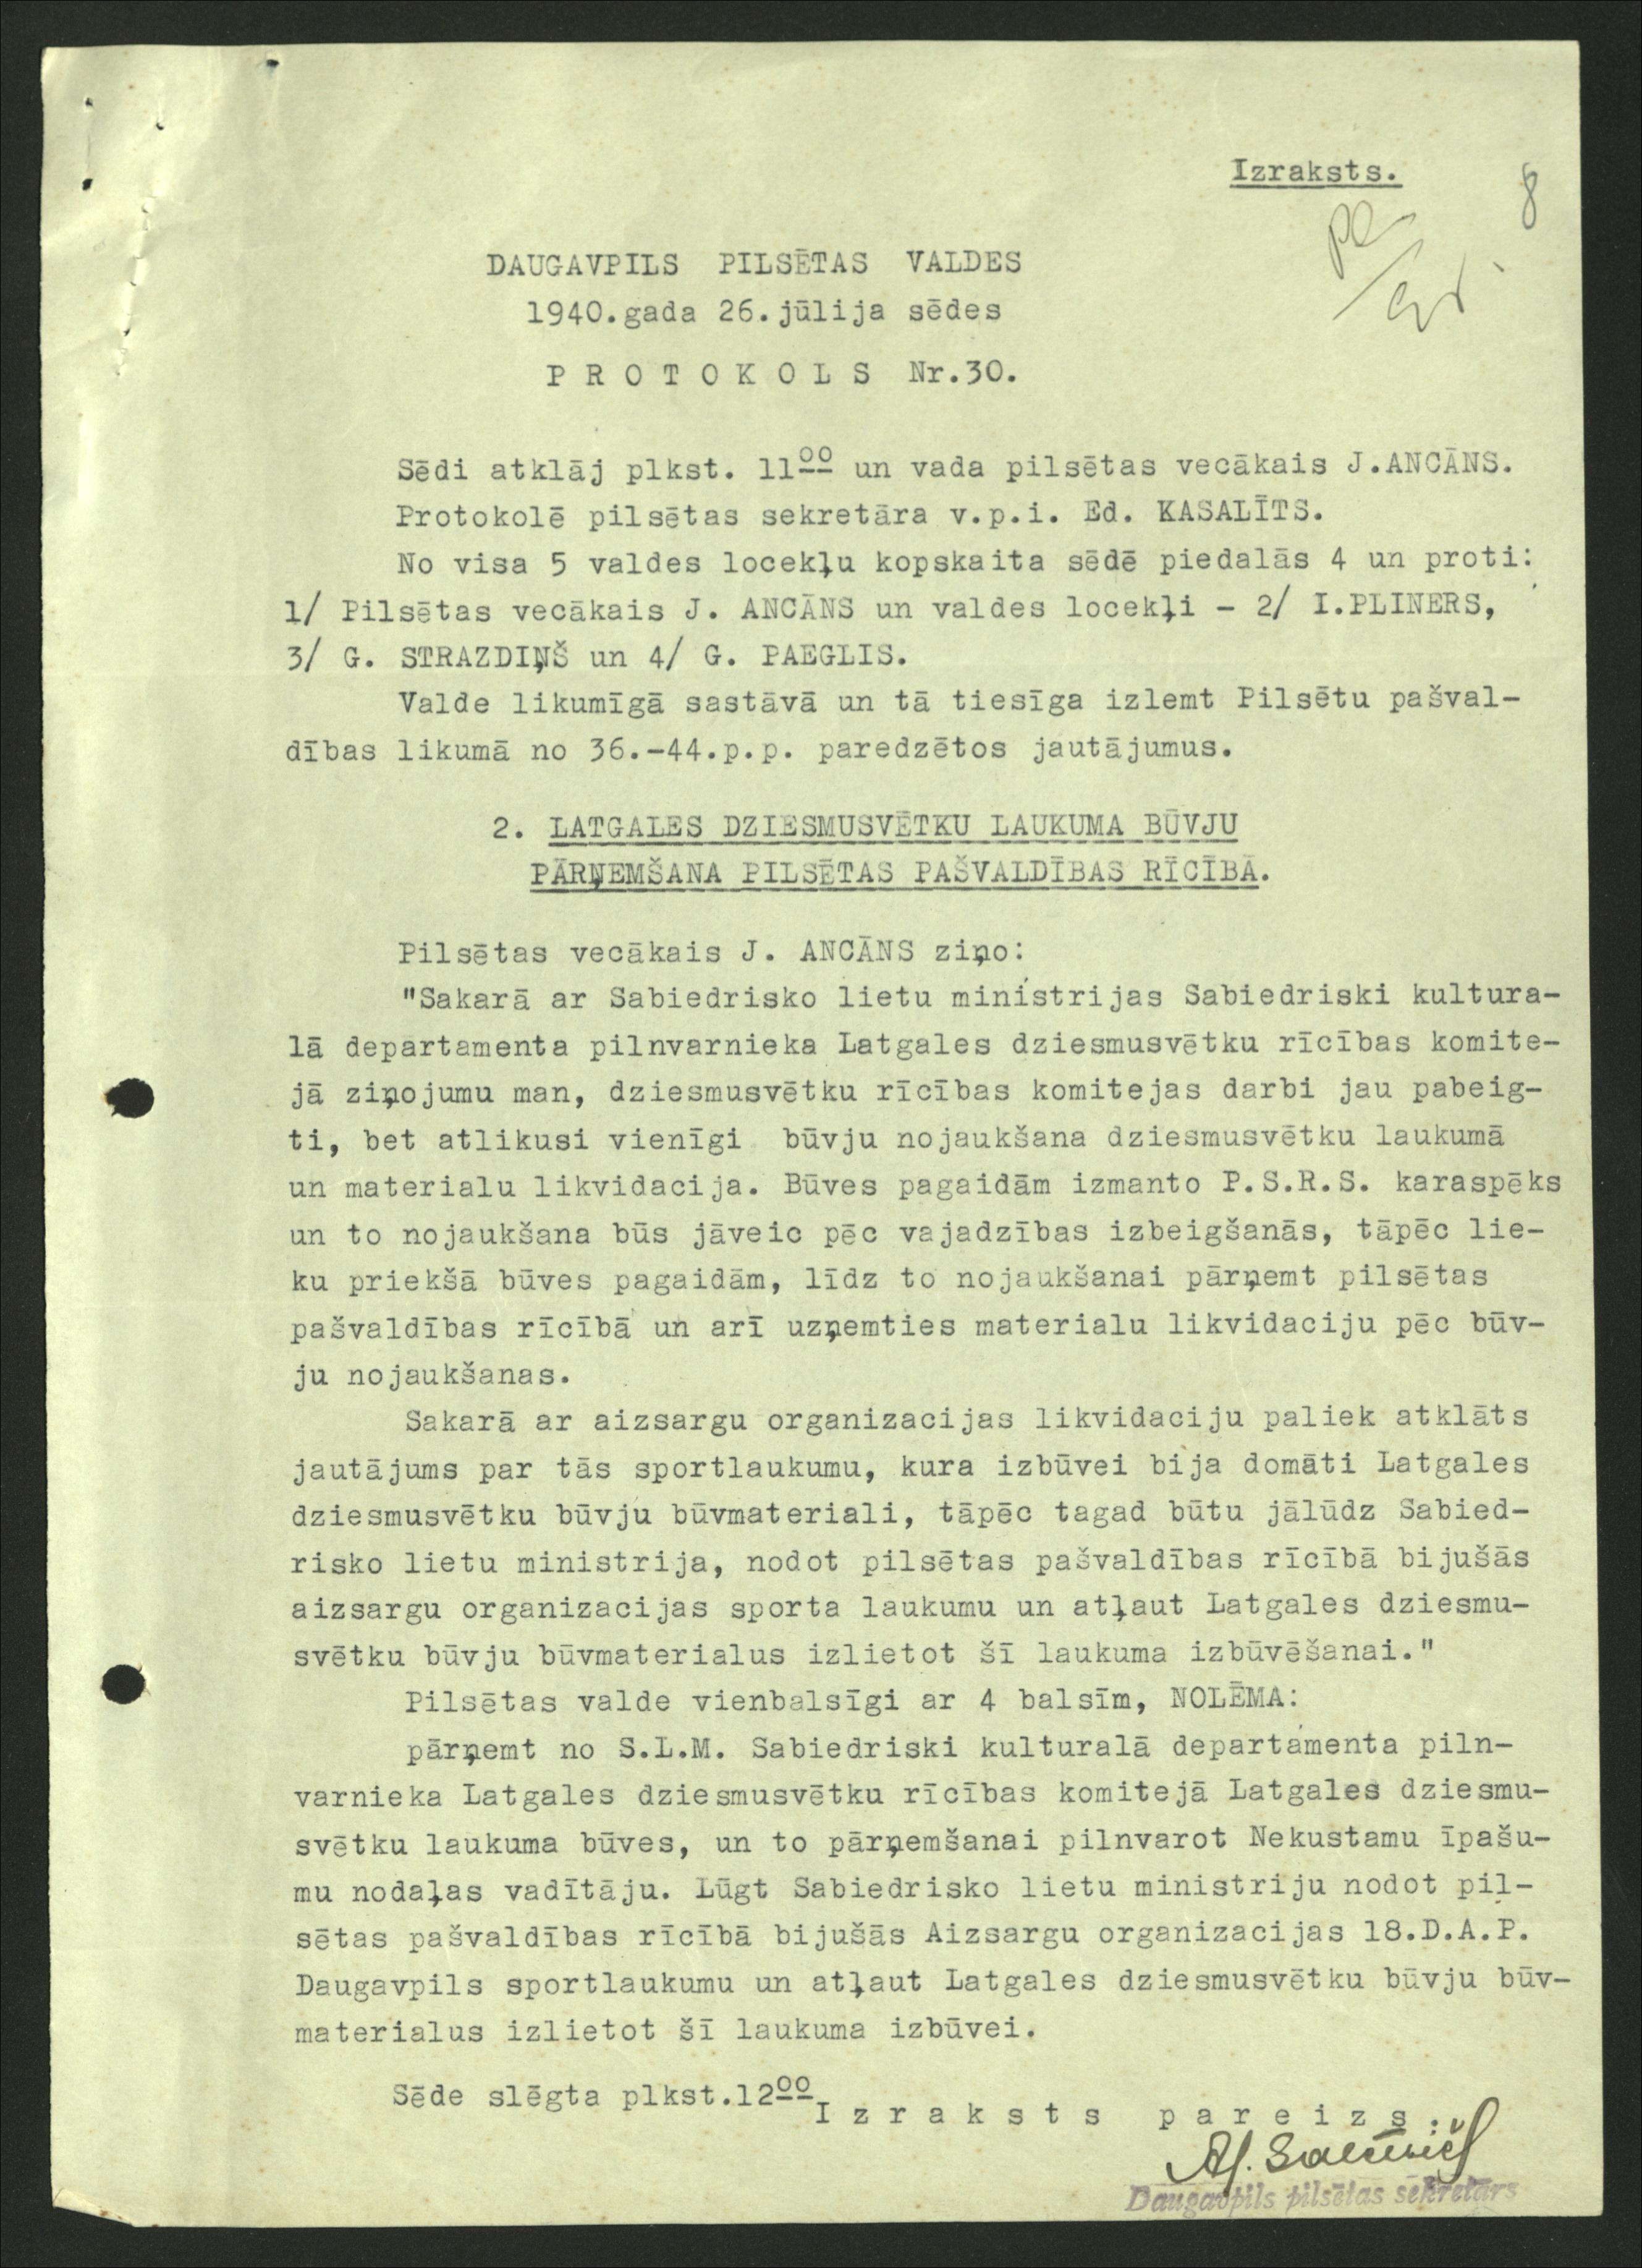 Izraksts.
8
DAUGAVPILS PILSĒTAS VALDES
1940.gada 26.jūlija sēdes
P R O T O K O L S Nr.30.
Sēdi atklāj plkst. 11⁰⁰ un vada pilsētas vecākais J.ANCĀNS.
Protokolē pilsētas sekretāra v.p.i. Ed. KASALĪTS.
No visa 5 valdes locekļu kopskaita sēdē piedalās 4 un proti:
1/ Pilsētas vecākais J. ANCĀNS un valdes locekļi - 2/ I.PLINERS,
3/ G. STRAZDIŅŠ un 4/ G. PAEGLIS.
Valde likumīgā sastāvā un tā tiesīga izlemt Pilsētu pašval-
dības likumā no 36.-44.p.p. paredzētos jautājumus.
2. LATGALES DZIESMUSVĒTKU LAUKUMA BŪVJU
PĀRŅEMŠANA PILSĒTAS PAŠVALDĪBAS RĪCĪBĀ.
Pilsētas vecākais J. ANCĀNS ziņo:
"Sakarā ar Sabiedrisko lietu ministrijas Sabiedriski kultura-
lā departamenta pilnvarnieka Latgales dziesmusvētku rīcības komite-
jā ziņojumu man, dziesmusvētku rīcības komitejas darbi jau pabeig-
ti, bet atlikusi vienīgi būvju nojaukšana dziesmusvētku laukumā
un materialu likvidacija. Būves pagaidām izmanto P.S.R.S. karaspēks
un to nojaukšana būs jāveic pēc vajadzības izbeigšanās, tāpēc lie-
ku priekšā būves pagaidām, līdz to nojaukšanai pārņemt pilsētas
pašvaldības rīcībā un arī uzņemties materialu likvidaciju pēc būv-
ju nojaukšanas.
Sakarā ar aizsargu organizacijas likvidaciju paliek atklāts
jautājums par tās sportlaukumu, kura izbūvei bija domāti Latgales
dziesmusvētku būvju būvmateriali, tāpēc tagad būtu jālūdz Sabied-
risko lietu ministrija, nodot pilsētas pašvaldības rīcībā bijušās
aizsargu organizacijas sporta laukumu un atļaut Latgales dziesmu-
svētku būvju būvmaterialus izlietot šī laukuma izbūvēšanai."
Pilsētas valde vienbalsīgi ar 4 balsīm, NOLĒMA:
pārņemt no S.L.M. Sabiedriski kulturalā departamenta piln-
varnieka Latgales dziesmusvētku rīcības komitejā Latgales dziesmu-
svētku laukuma būves, un to pārņemšanai pilnvarot Nekustamu īpašu-
mu nodaļas vadītāju. Lūgt Sabiedrisko lietu ministriju nodot pil-
sētas pašvaldības rīcībā bijušās Aizsargu organizacijas 18.D.A.P.
Daugavpils sportlaukumu un atļaut Latgales dziesmusvētku būvju būv-
materialus izlietot šī laukuma izbūvei.
Sēde slēgta plkst.12⁰⁰
I z r a k s t s p a r e i z s .
Daugavpils pilsētas sekretārs